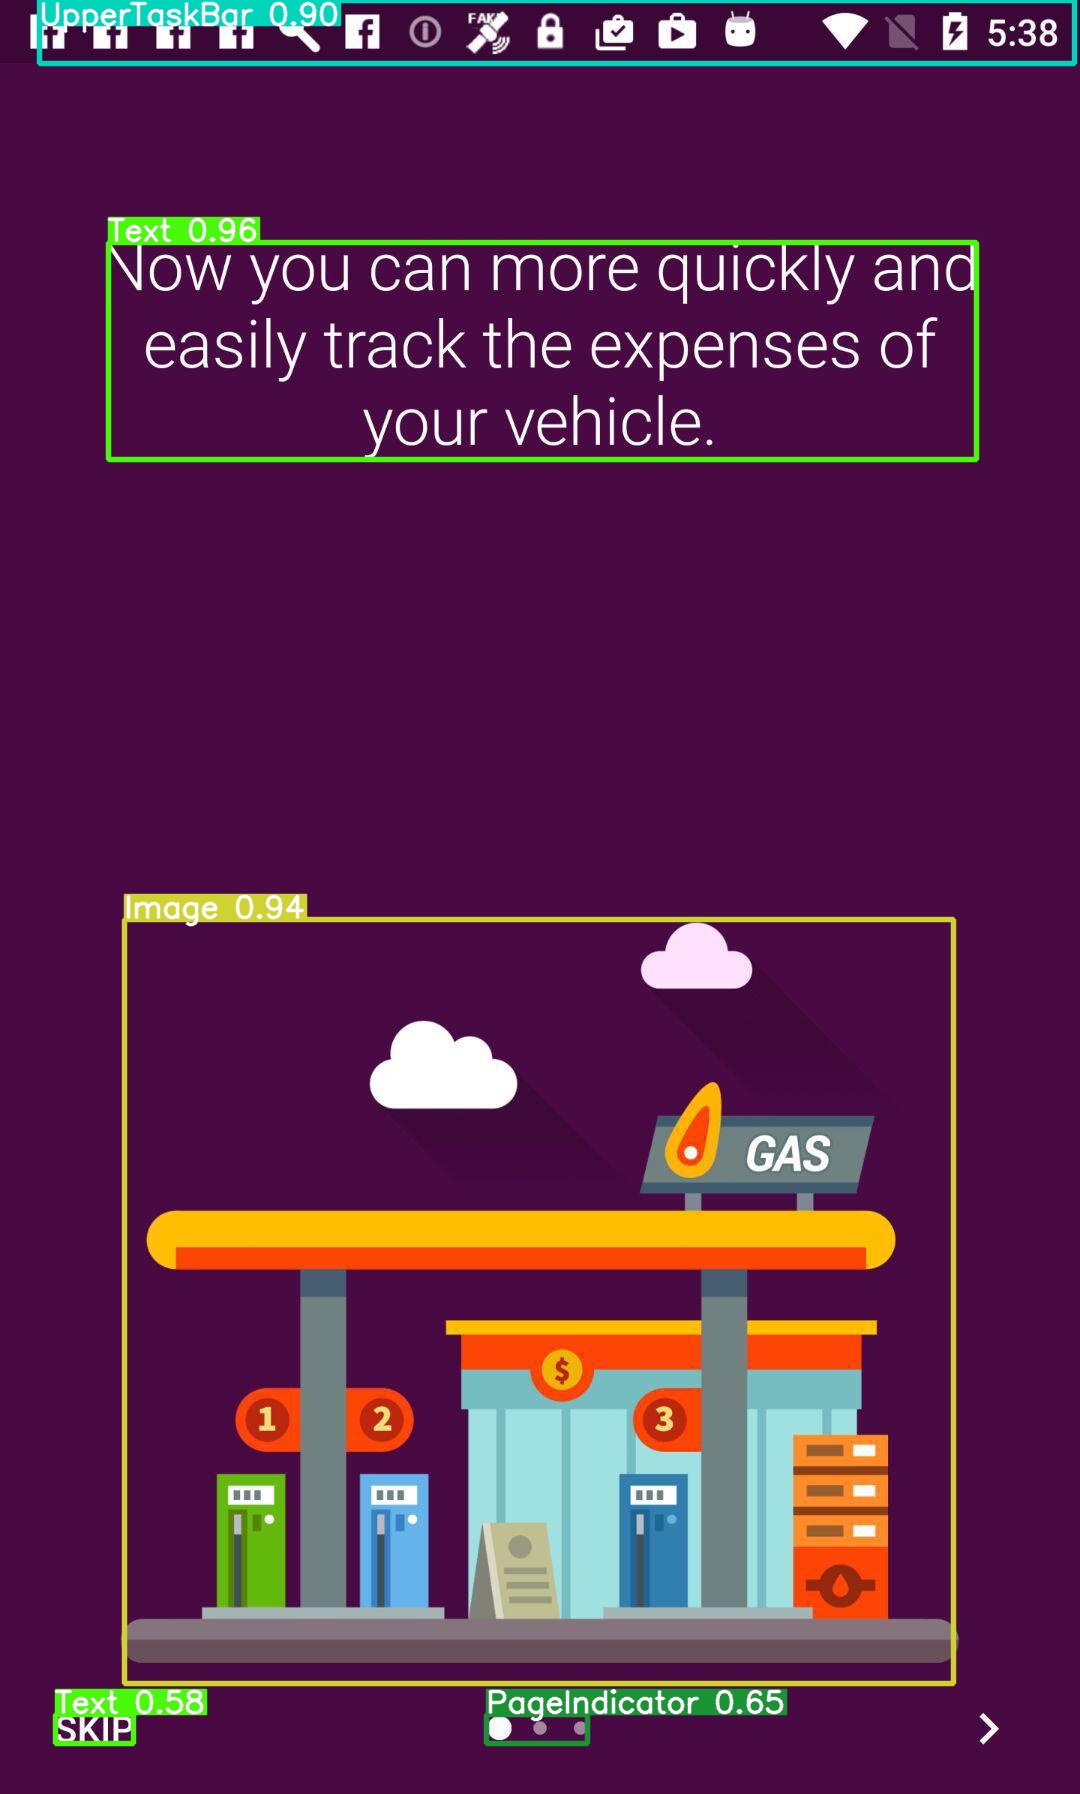 UpperTaskBar 0.90
FAKE
5:38
Text 0.96
Now you can more quickly and
easily track the expenses of
your vehicle.
Image 0.94
GAS
$
1 2 3
Text 0.58
PageIndicator 0.65
SKIP